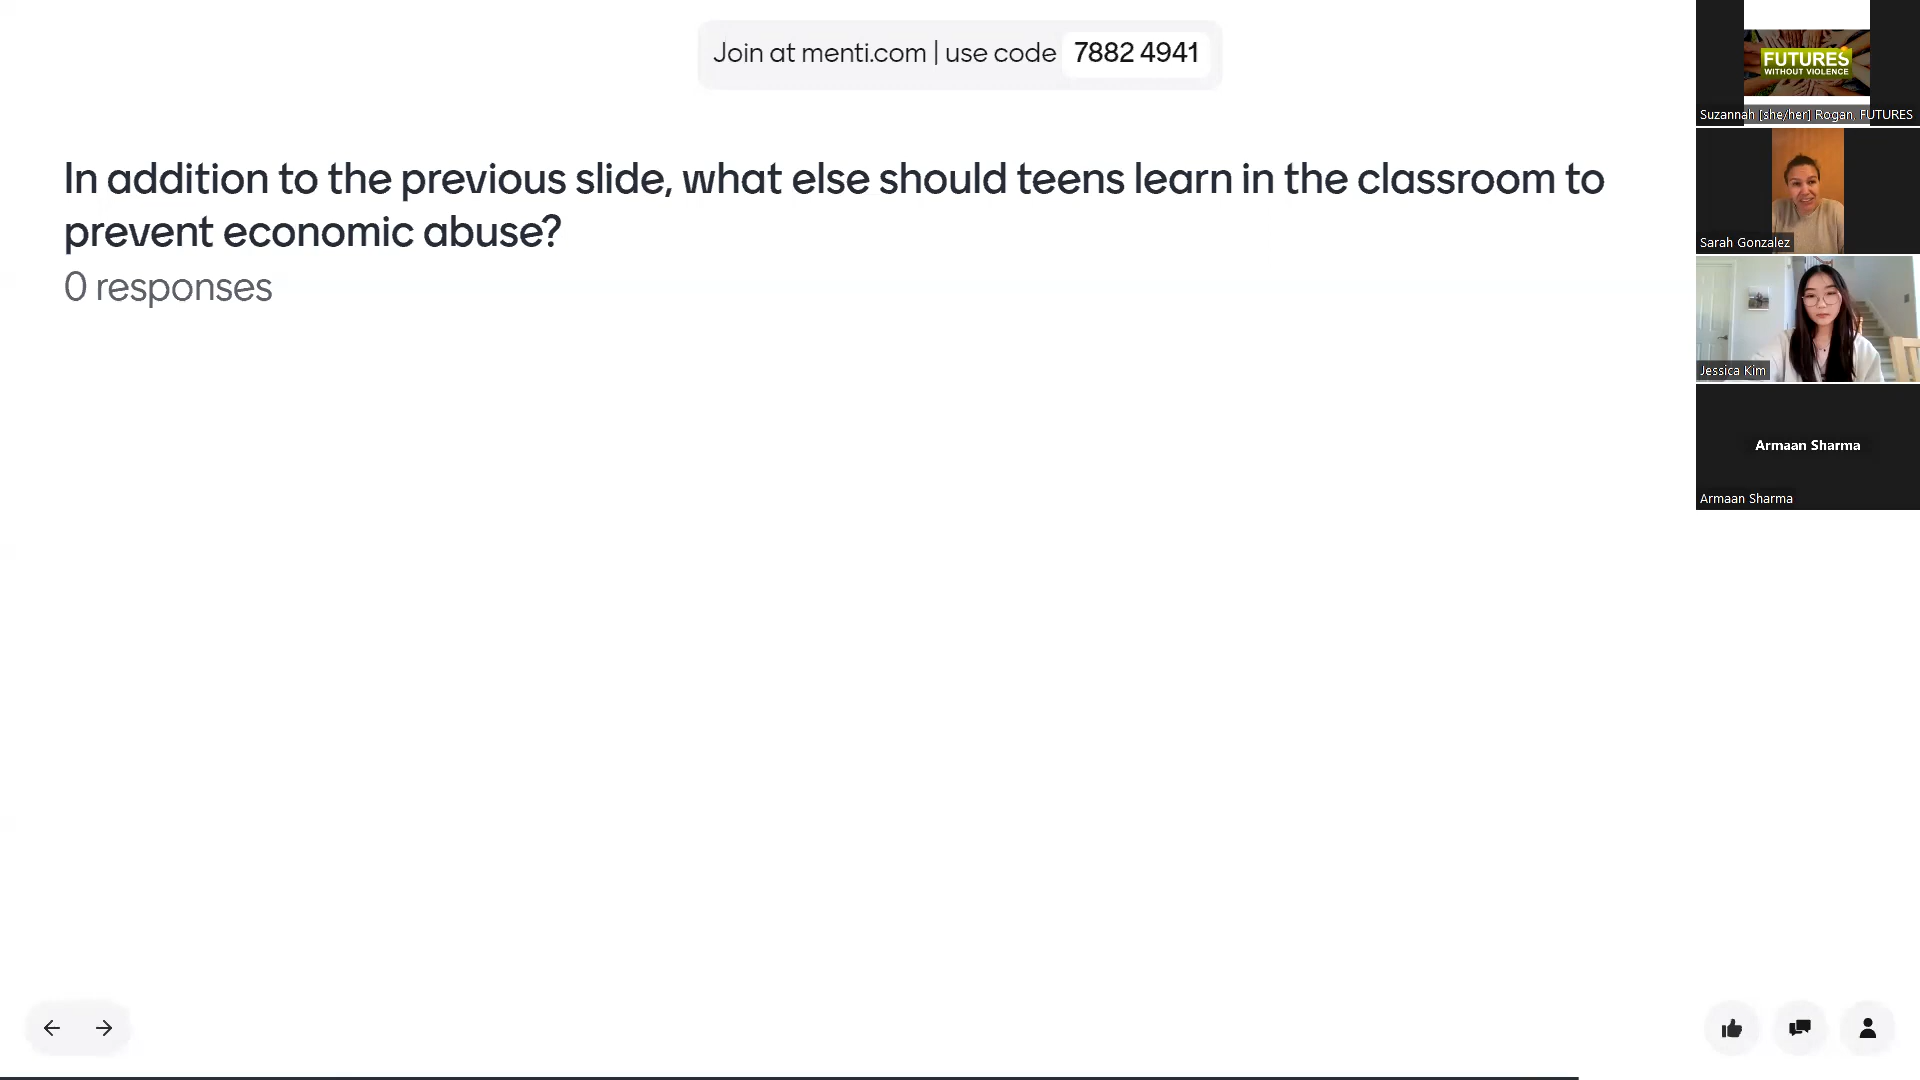 Join at menti.com | use code 7882 4941
In addition to the previous slide, what else should teens learn in the classroom to
prevent economic abuse?
0 responses
FUTURES
WITHOUT VIOLENCE
Suzannah [she/her] Rogan, FUTURES
Sarah Gonzalez
Jessica Kim
Armaan Sharma
Armaan Sharma